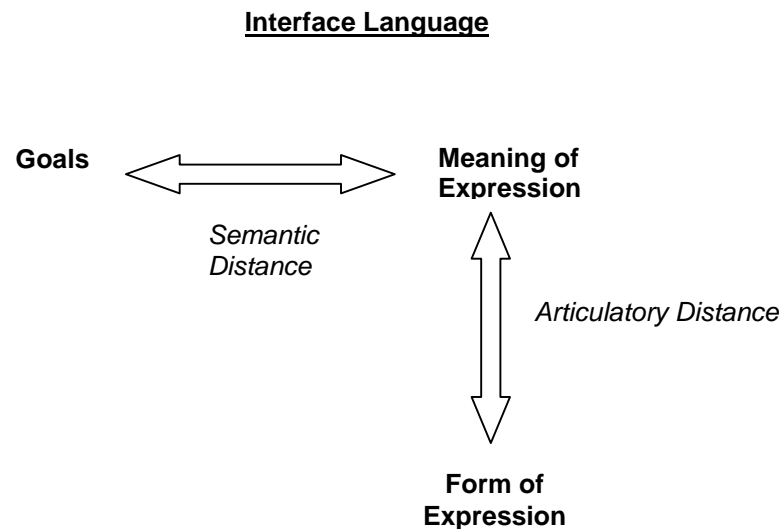 Interface Language
Goals
Meaning of
Expression
Semantic
Distance
Articulatory Distance
Form of
Expression